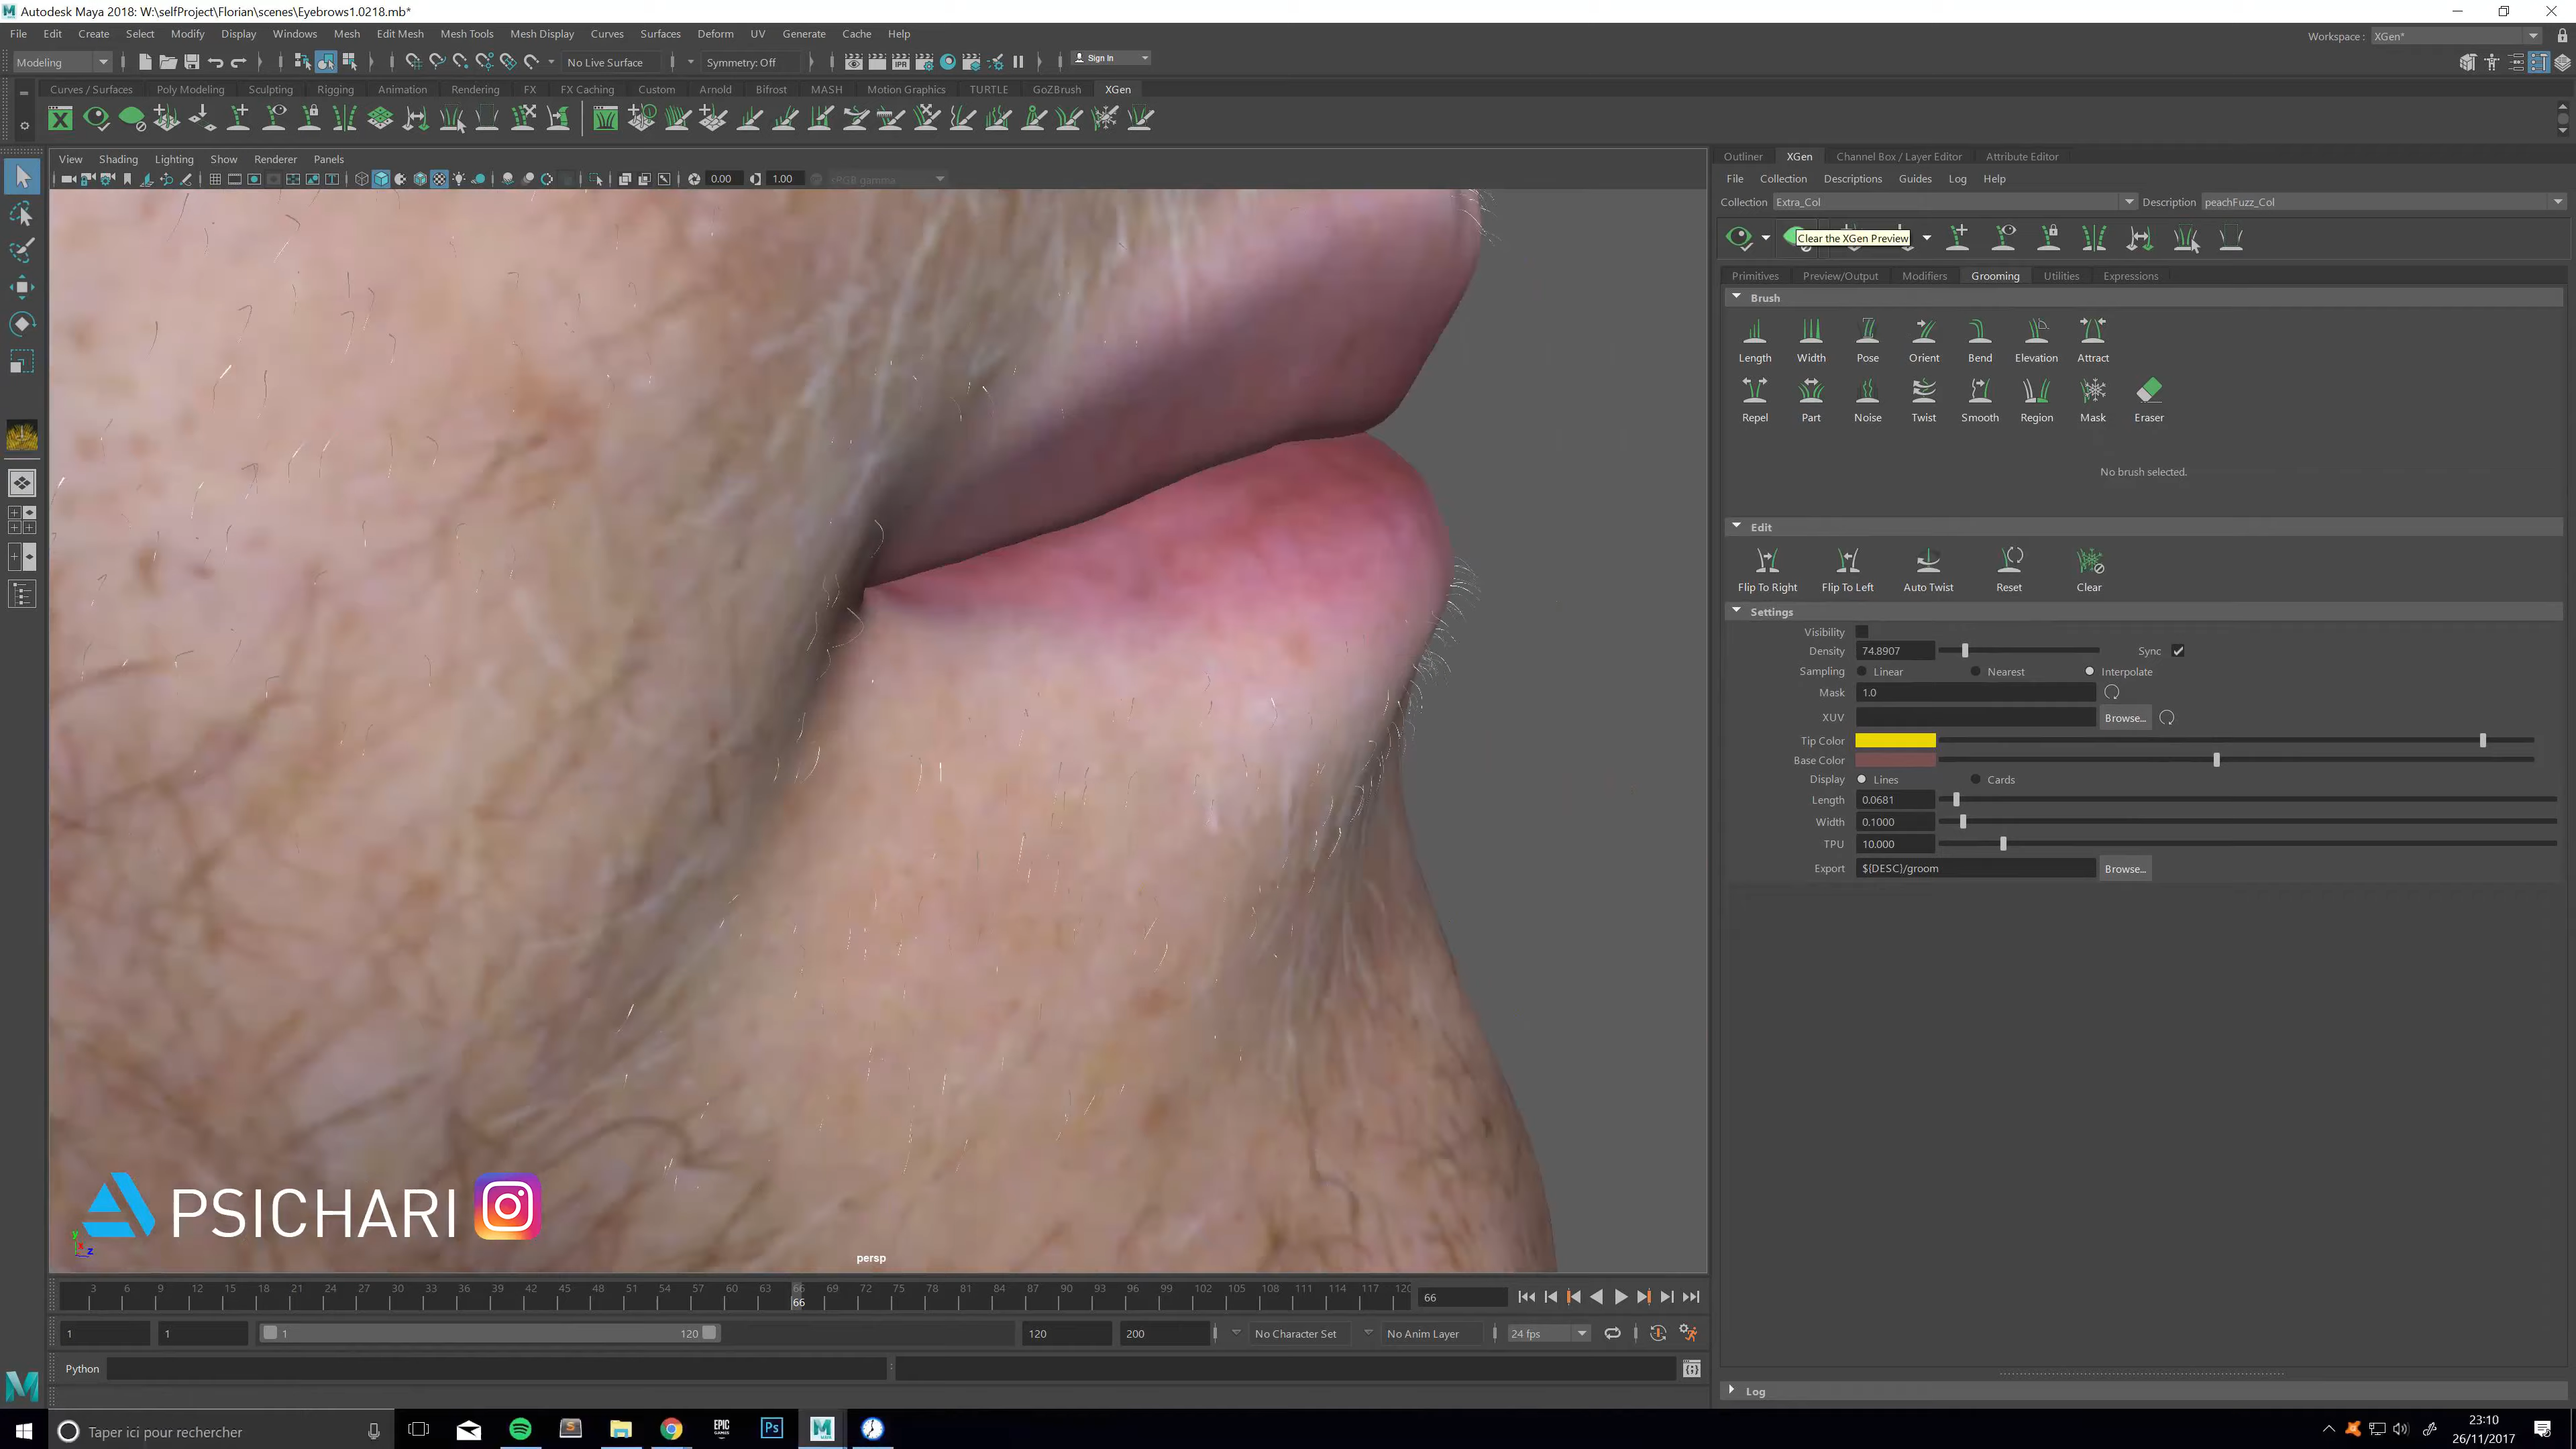 Autodesk Maya 2018: W:\selfProject\Florian\scenes\Eyebrows1.0218.mb*
File Edit Create Select Modify Display Windows Mesh Edit Mesh Mesh Tools Mesh Display Curves Surfaces Deform UV Generate Cache Help
Workspace : XGen*
Modeling No Live Surface Symmetry: Off IPR Sign In
Curves / Surfaces Poly Modeling Sculpting Rigging Animation Rendering FX FX Caching Custom Arnold Bifrost MASH Motion Graphics TURTLE GoZBrush XGen
View Shading Lighting Show Renderer Panels
0.00 1.00 sRGB gamma
Outliner XGen Channel Box / Layer Editor Attribute Editor
File Collection Descriptions Guides Log Help
Collection Extra_Col Description peachFuzz_Col
Clear the XGen Preview
Primitives Preview/Output Modifiers Grooming Utilities Expressions
Brush
Length Width Pose Orient Bend Elevation Attract
Repel Part Noise Twist Smooth Region Mask Eraser
No brush selected.
Edit
Flip To Right Flip To Left Auto Twist Reset Clear
Settings
Visibility
Density 74.8907 Sync
Sampling Linear Nearest Interpolate
Mask 1.0
XUV Browse...
Tip Color
Base Color
Display Lines Cards
Length 0.0681
Width 0.1000
TPU 10.000
Export ${DESC}/groom Browse...
PSICHARI
y x z
persp
3 6 9 12 15 18 21 24 27 30 33 36 39 42 45 48 51 54 57 60 63 66 69 72 75 78 81 84 87 90 93 96 99 102 105 108 111 114 117 120
66
66
1 1 1 120 120 200 No Character Set No Anim Layer 24 fps
Python
Log
Taper ici pour rechercher
EPIC GAMES
Ps
23:10
26/11/2017